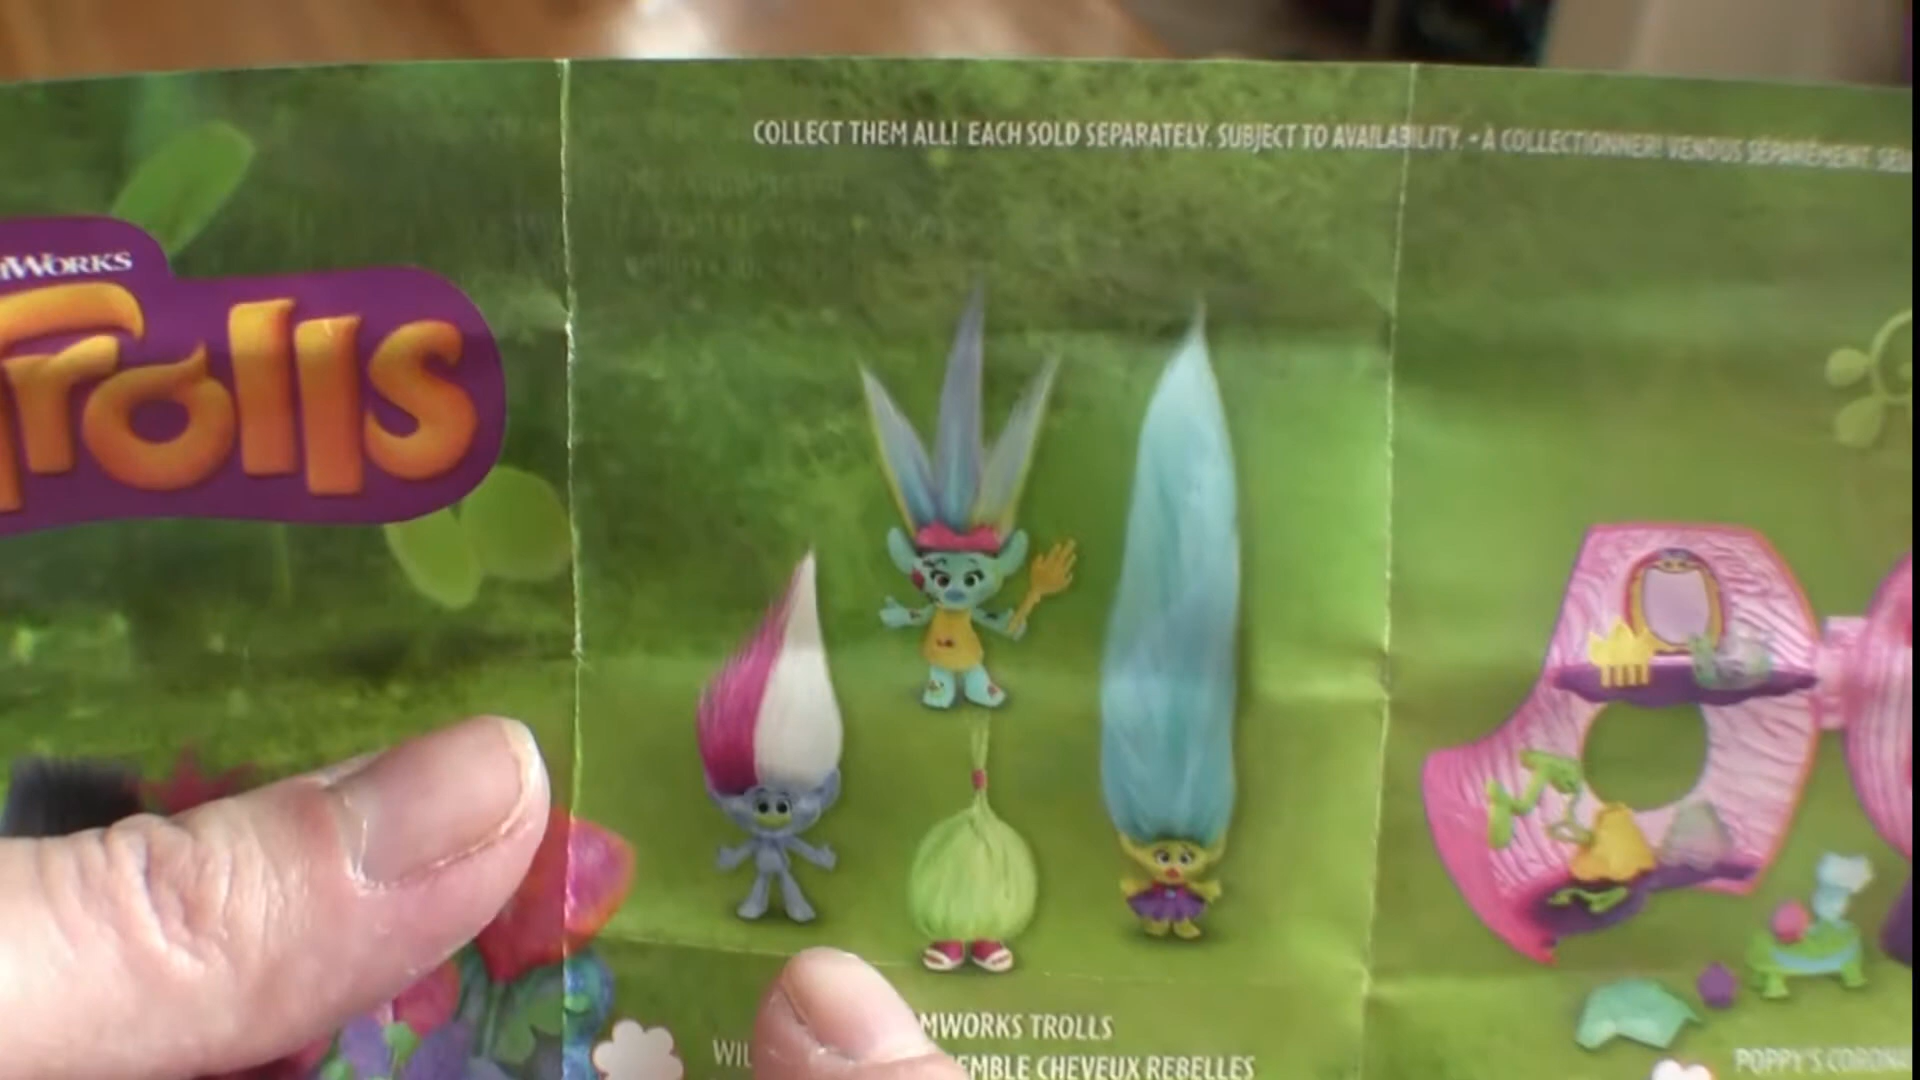 COLLECT THEM ALL! EACH SOLD SEPARATELY. SUBJECT TO AVAILABILITY. • À COLLECTIONNER! VENDUS SÉPARÉMENT.
WORKS
Trolls
MWORKS TROLLS
WIL
EMBLE CHEVEUX REBELLES
POPPY'S CORONA